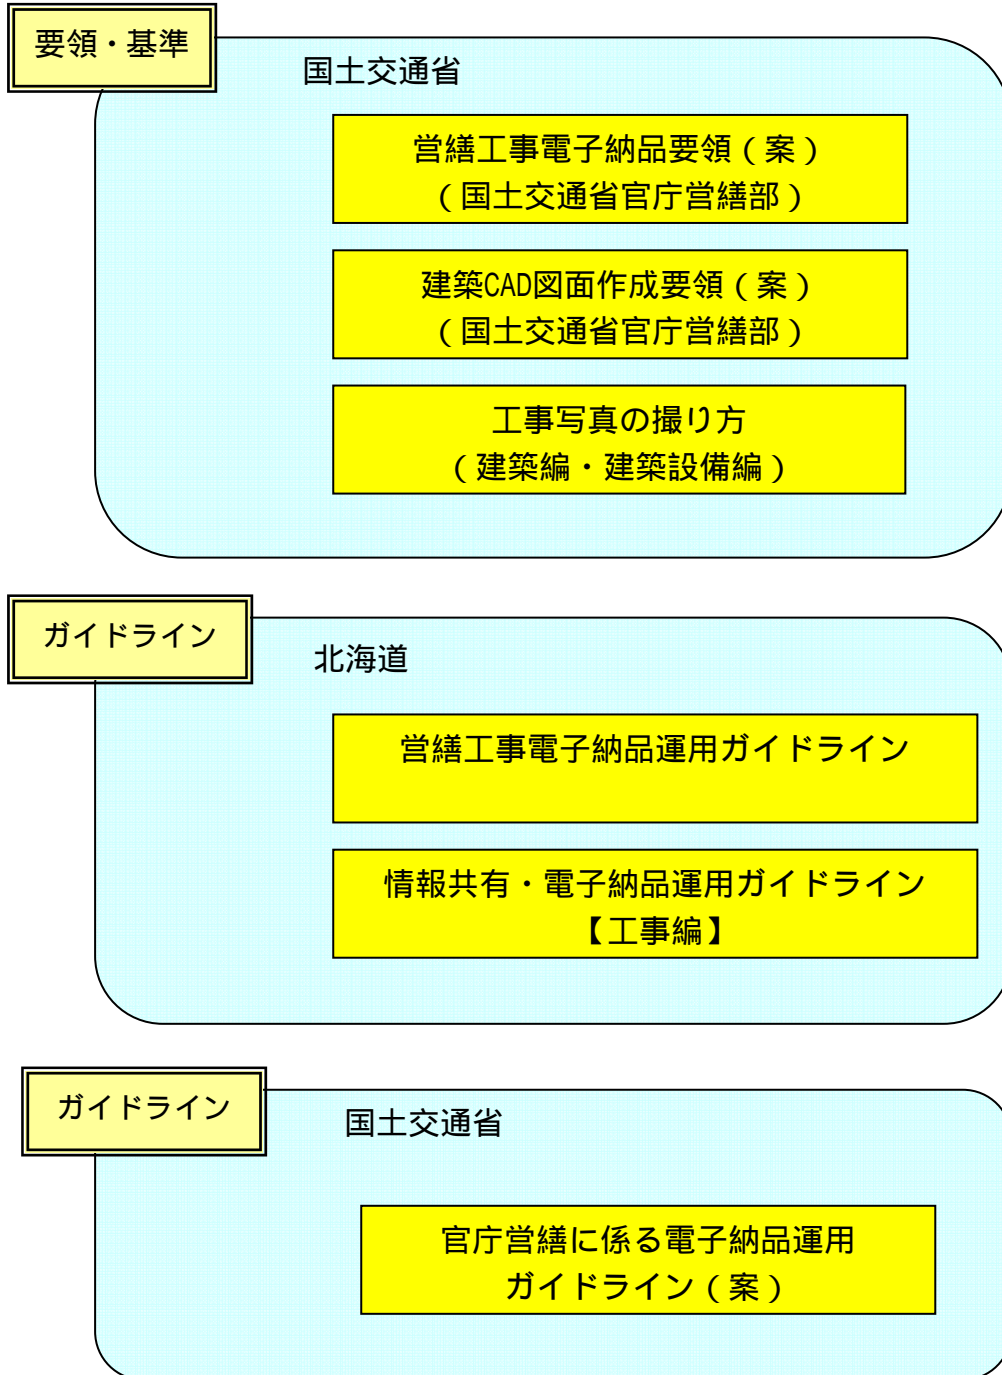 要領・基準
国土交通省
営繕工事電子納品要領(案)
(国土交通省官庁営繕部)
建築CAD図面作成要領(案)
(国土交通省官庁営繕部)
工事写真の撮り方
(建築編・建築設備編)
ガイドライン
北海道
営繕工事電子納品運用ガイドライン
情報共有・電子納品運用ガイドライン
【工事編】
ガイドライン
国土交通省
官庁営繕に係る電子納品運用
ガイドライン(案)